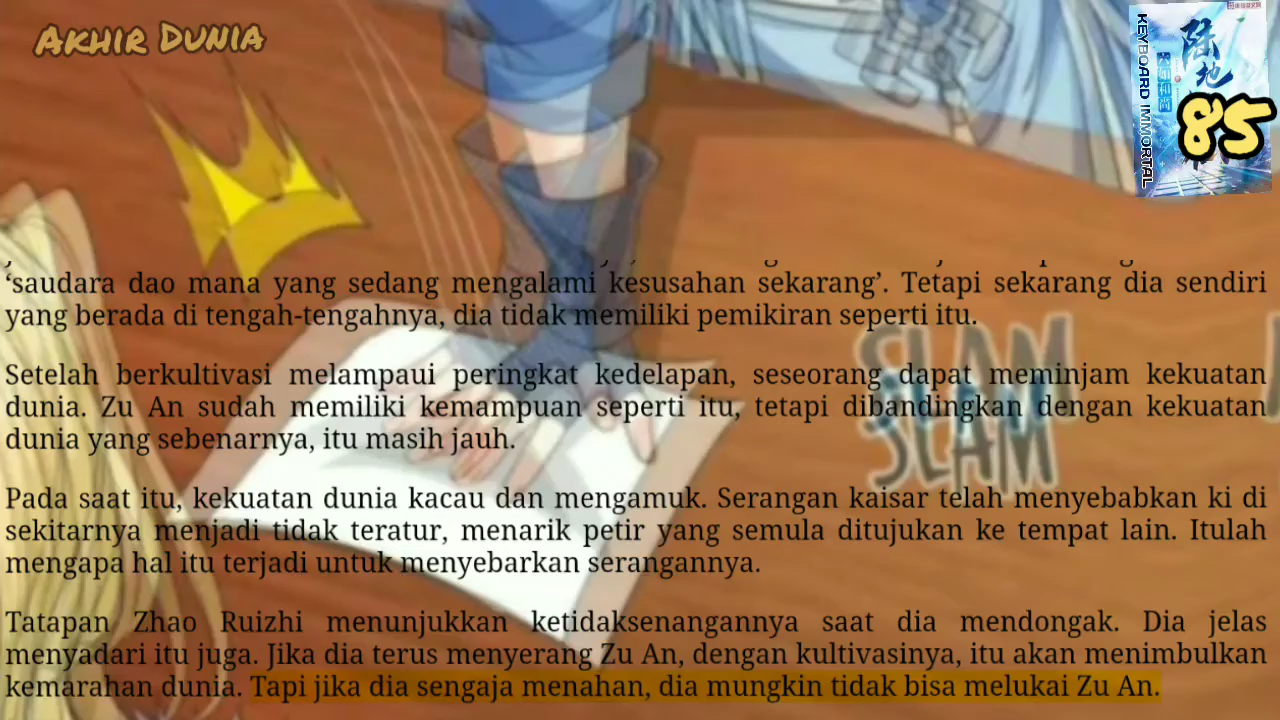 AKHIR DUNIA
KEYBOARD IMMORTAL
陸地
85
'saudara dao mana yang sedang mengalami kesusahan sekarang'. Tetapi sekarang dia sendiri
yang berada di tengah-tengahnya, dia tidak memiliki pemikiran seperti itu.
SLAM
SLAM
Setelah berkultivasi melampaui peringkat kedelapan, seseorang dapat meminjam kekuatan
dunia. Zu An sudah memiliki kemampuan seperti itu, tetapi dibandingkan dengan kekuatan
dunia yang sebenarnya, itu masih jauh.
Pada saat itu, kekuatan dunia kacau dan mengamuk. Serangan kaisar telah menyebabkan ki di
sekitarnya menjadi tidak teratur, menarik petir yang semula ditujukan ke tempat lain. Itulah
mengapa hal itu terjadi untuk menyebarkan serangannya.
Tatapan Zhao Ruizhi menunjukkan ketidaksenangannya saat dia mendongak. Dia jelas
menyadari itu juga. Jika dia terus menyerang Zu An, dengan kultivasinya, itu akan menimbulkan
kemarahan dunia. Tapi jika dia sengaja menahan, dia mungkin tidak bisa melukai Zu An.